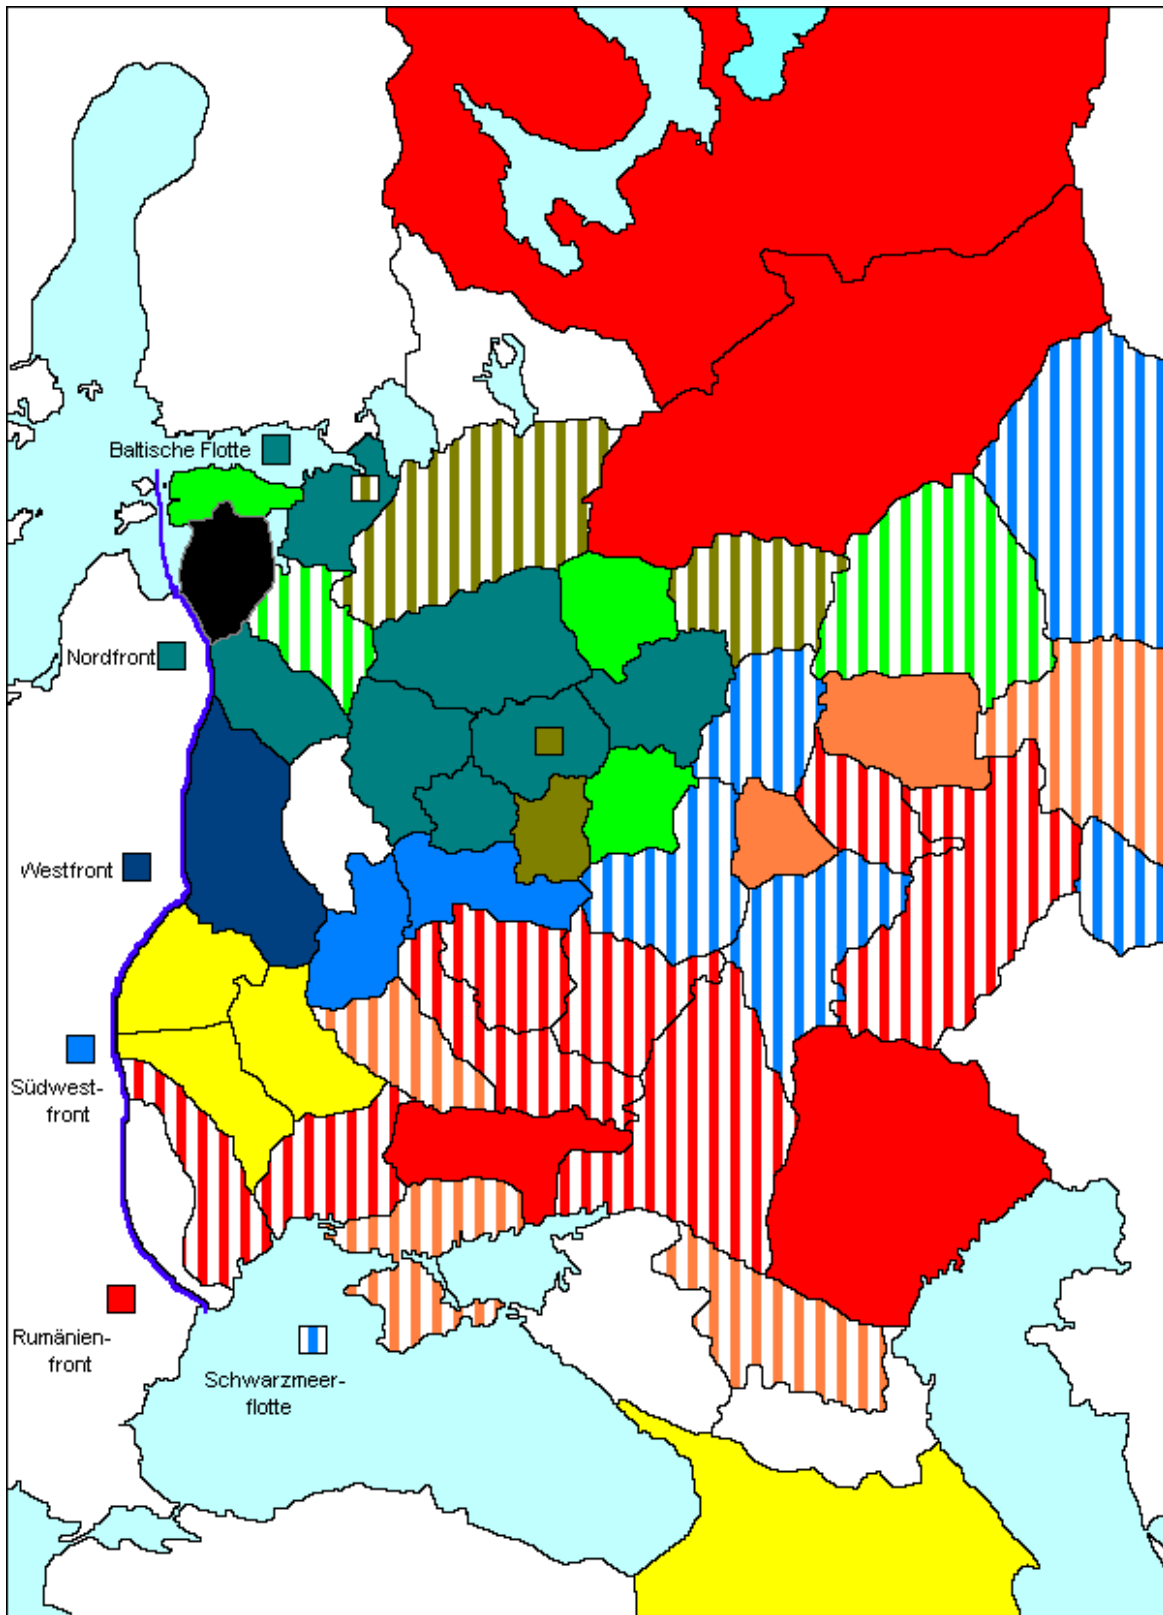 Baltische Flotte
Nordfront
Westfront
Südwest-
front
Rumänien-
front
Schwarzmeer-
flotte